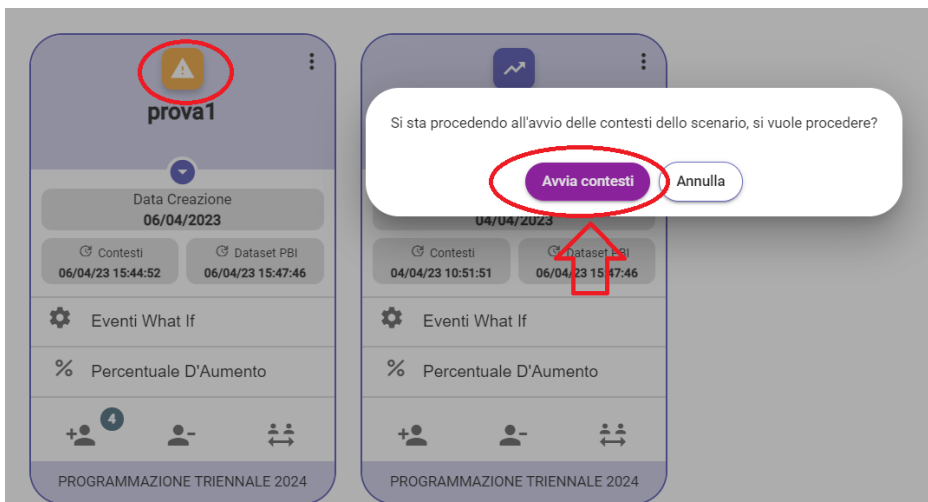 prova1
Data Creazione
06/04/2023
Contesti
06/04/23 15:44:52
Dataset PBI
06/04/23 15:47:46
Eventi What If
Percentuale D'Aumento
4
PROGRAMMAZIONE TRIENNALE 2024
Si sta procedendo all'avvio delle contesti dello scenario, si vuole procedere?
Avvia contesti
Annulla
04/04/2023
Contesti
04/04/23 10:51:51
Dataset PBI
06/04/23 15:47:46
Eventi What If
Percentuale D'Aumento
PROGRAMMAZIONE TRIENNALE 2024